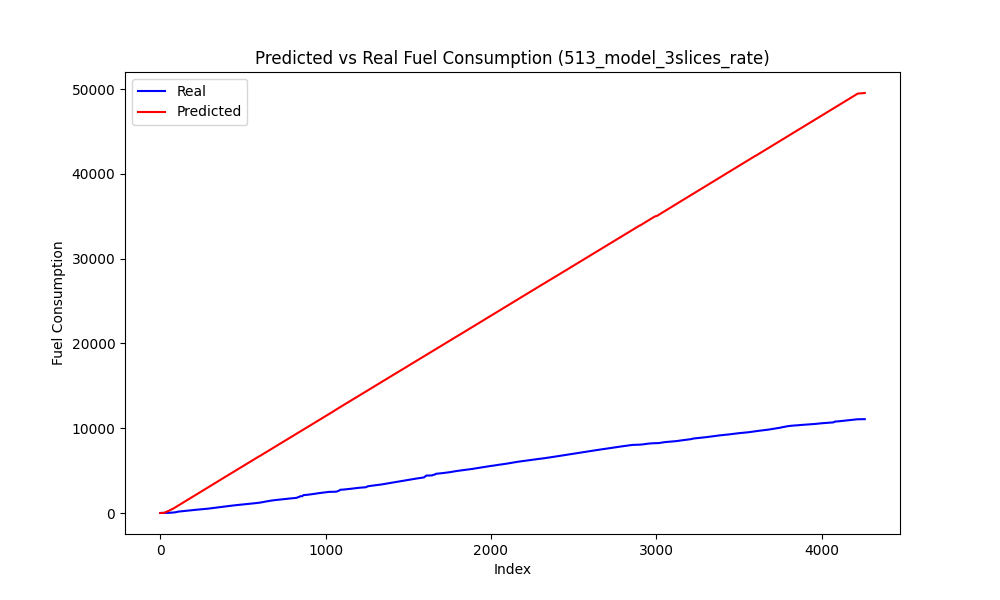 Predicted vs Real Fuel Consumption (513_model_3slices_rate)
Real
Predicted
50000
40000
30000
20000
10000
0
Fuel Consumption
0 1000 2000 3000 4000
Index